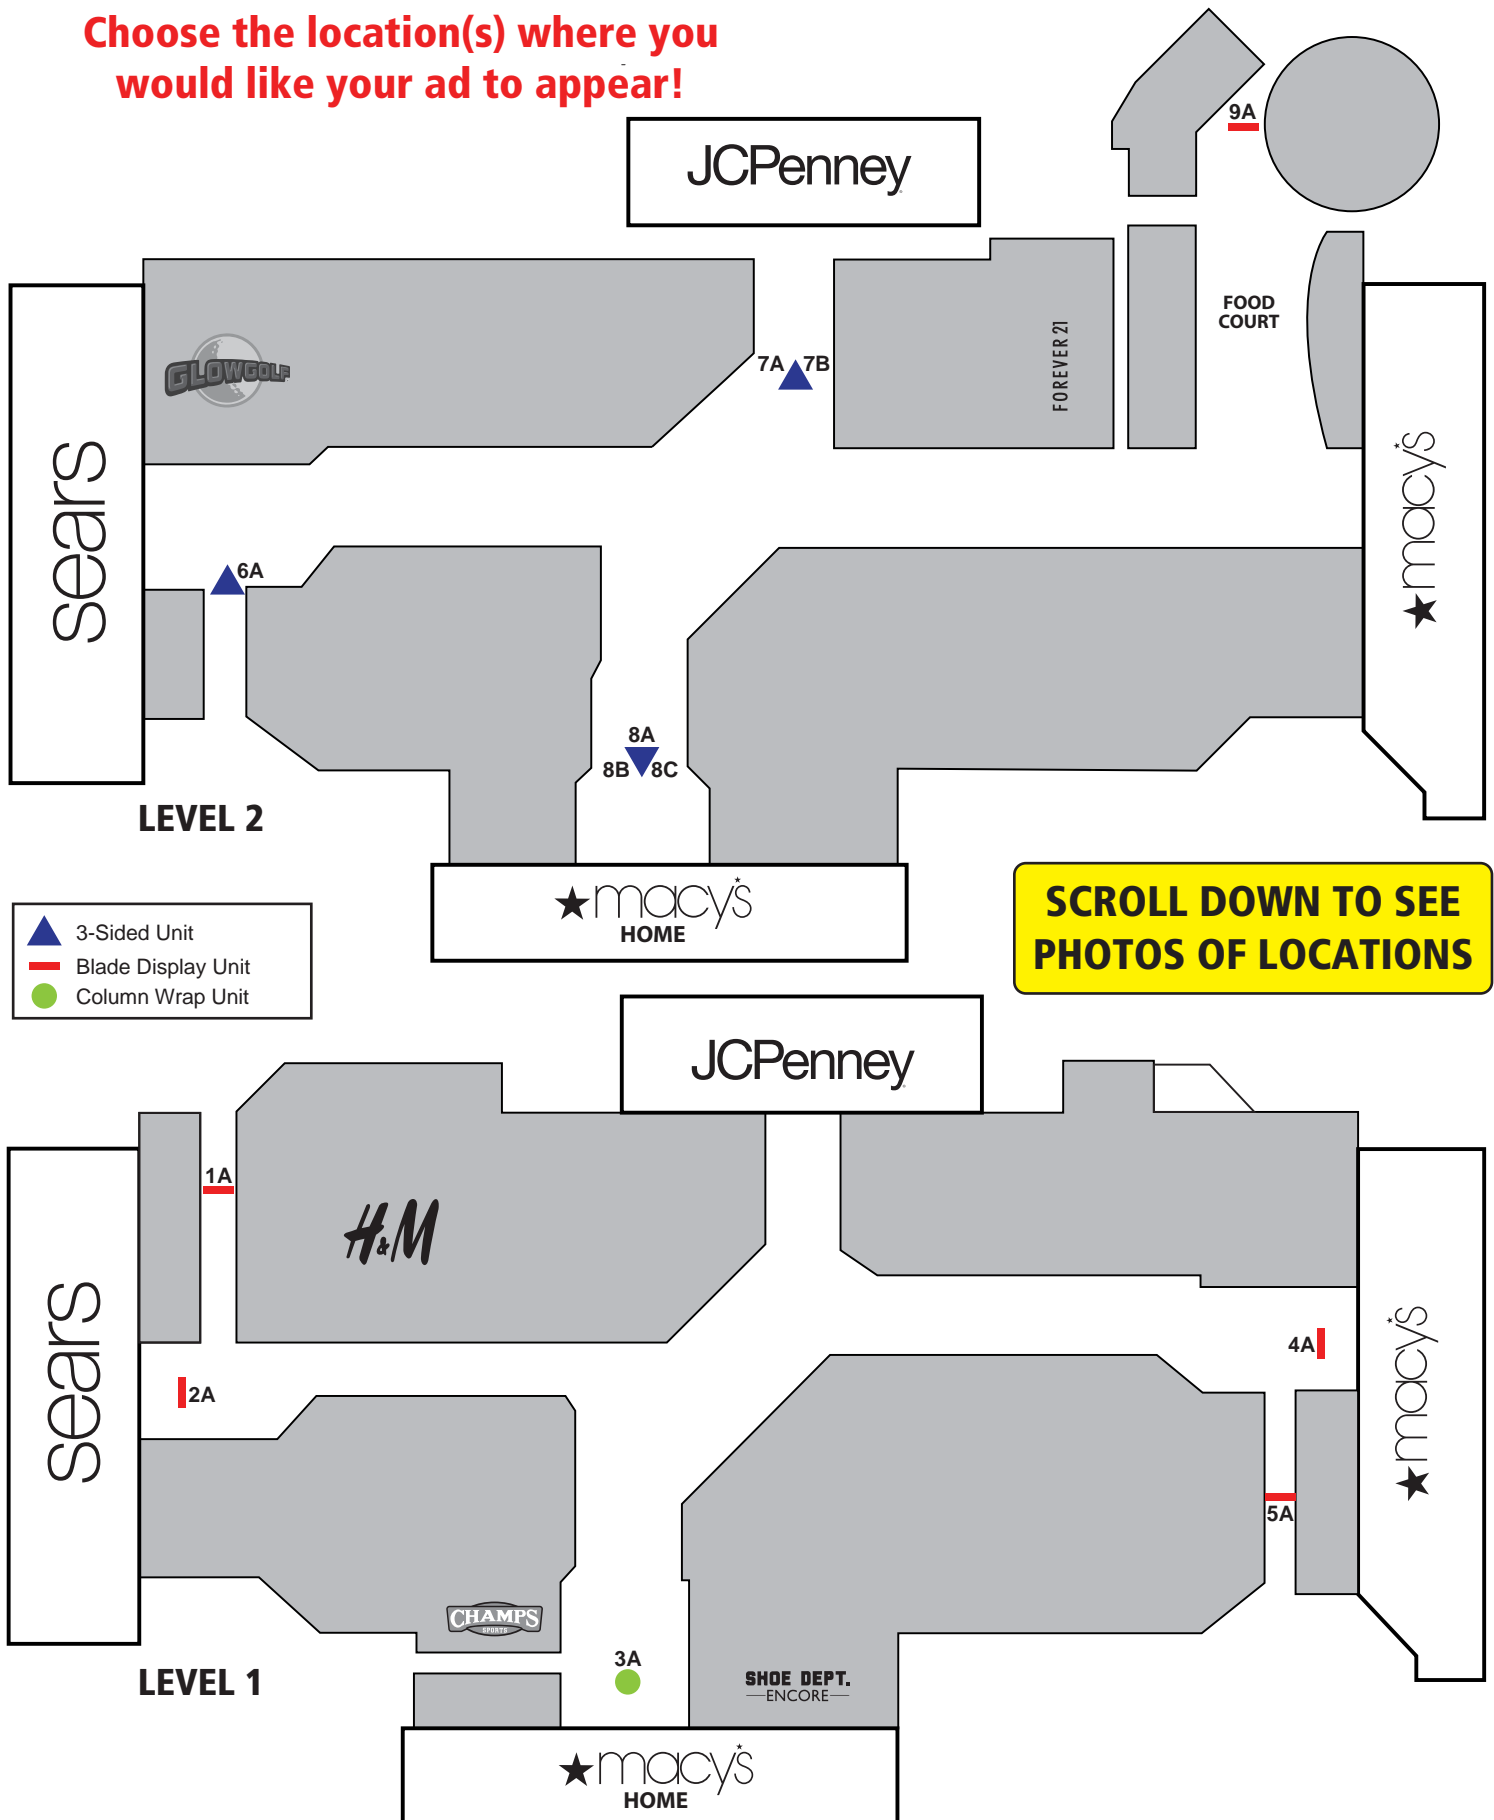 Choose the location(s) where you
would like your ad to appear!
JCPenney
9A
FOOD
COURT
GLOWGOLF
7A 7B
FOREVER 21
sears
★macy's
6A
8A
8B 8C
LEVEL 2
★macy's
HOME
SCROLL DOWN TO SEE
PHOTOS OF LOCATIONS
3-Sided Unit
Blade Display Unit
Column Wrap Unit
JCPenney
1A
H&M
sears
★macy's
4A
2A
5A
CHAMPS
SPORTS
3A
SHOE DEPT.
ENCORE
LEVEL 1
★macy's
HOME